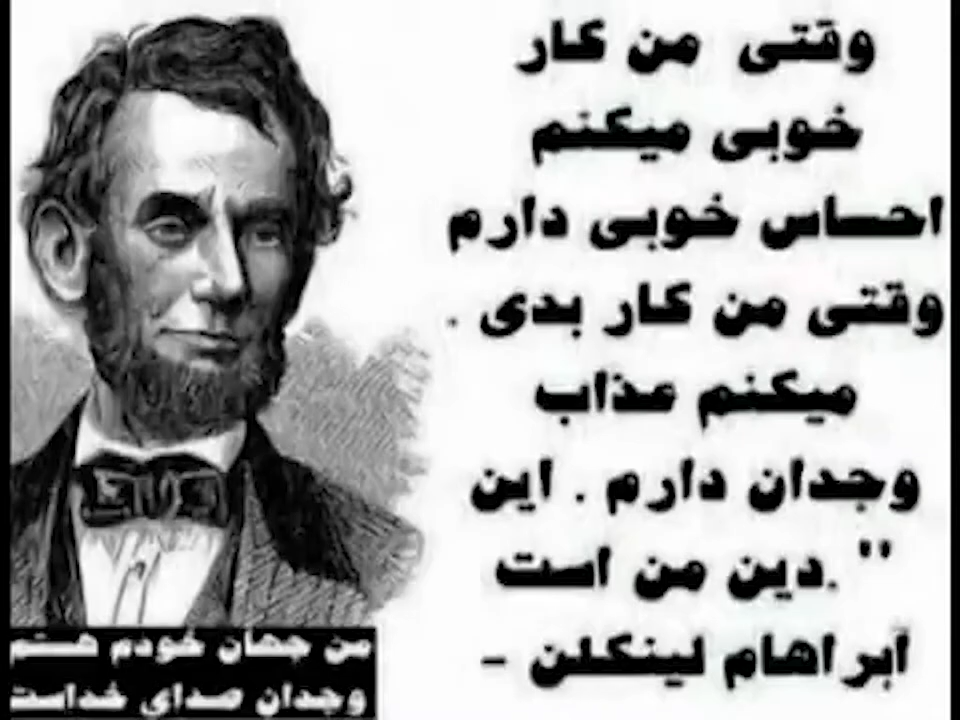 وقتی من کار
خوبی میکنم
احساس خوبی دارم
وقتی من کار بدی .
میکنم عذاب
وجدان دارم . این
" .دین من است
آبراهام لینکلن -
من جهان خودم هستم
وجدان صدای خداست